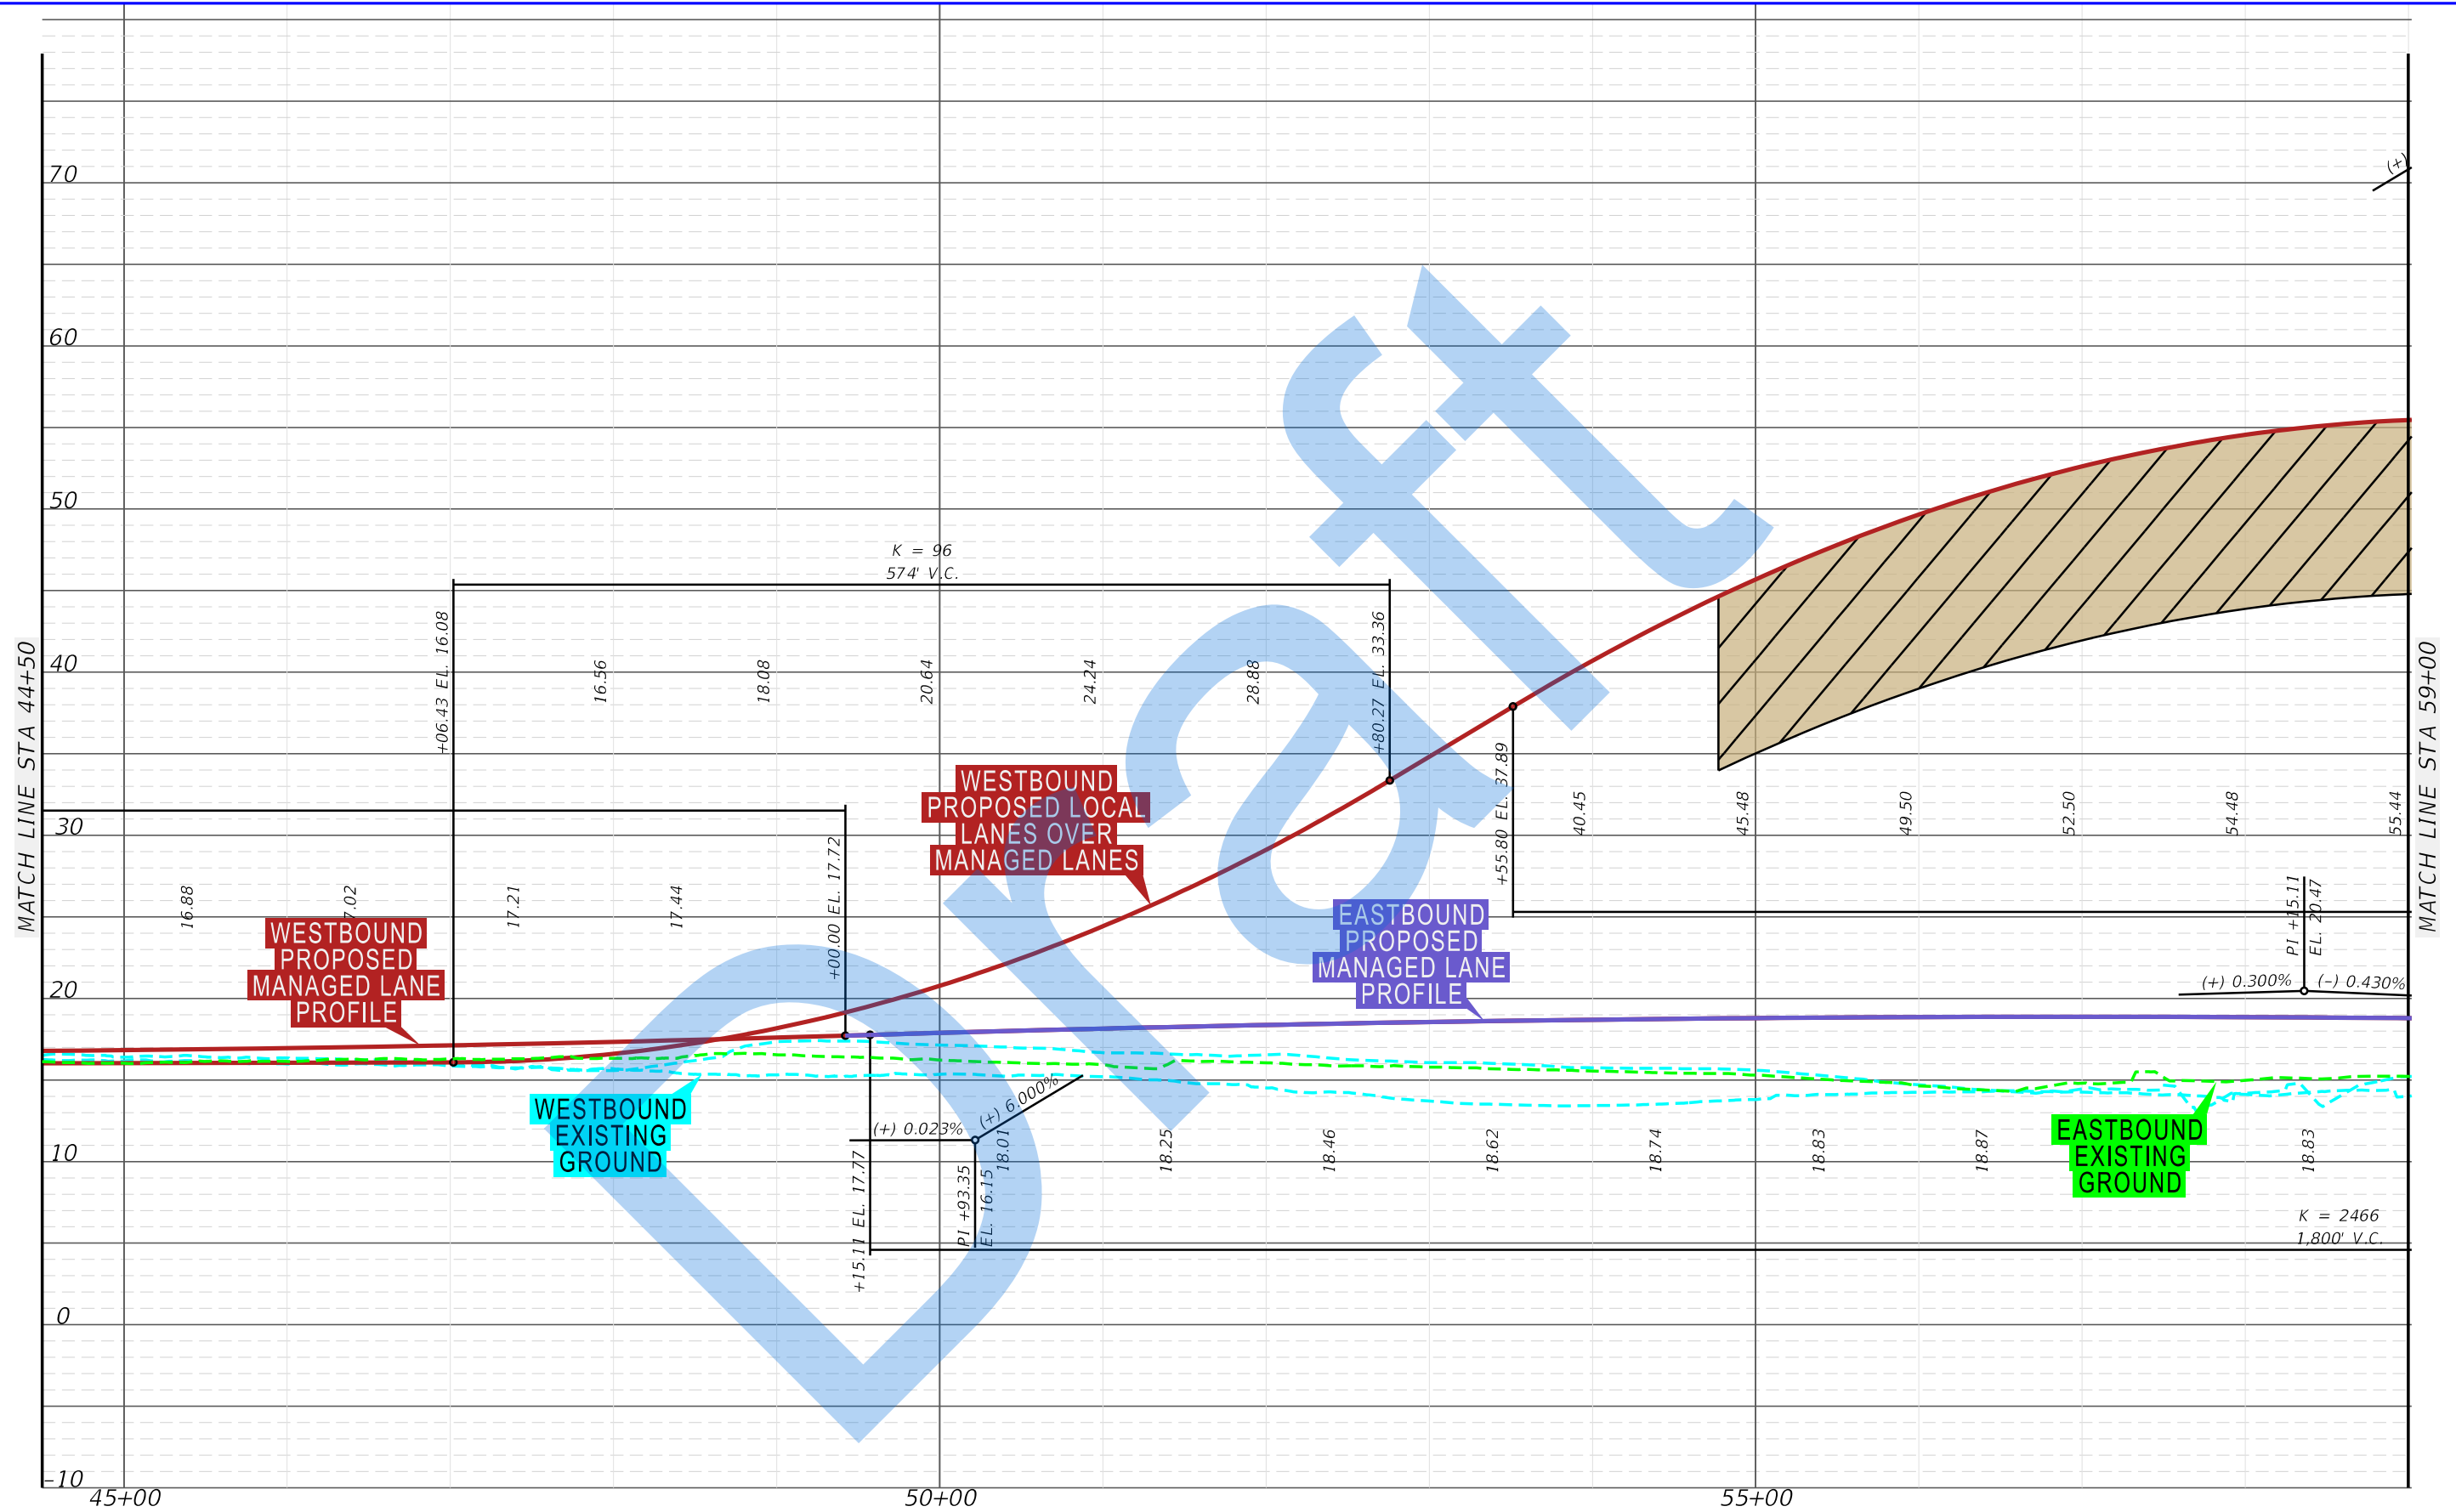 70
(+)
60
50
K = 96
574' V.C.
+06.43 EL. 16.08
16.56
18.08
20.64
24.24
28.88
+80.27 EL. 33.36
40
MATCH LINE STA 44+50
MATCH LINE STA 59+00
Draft
WESTBOUND
PROPOSED LOCAL
LANES OVER
MANAGED LANES
+55.80 EL. 37.89
40.45
45.48
49.50
52.50
54.48
55.44
30
16.88
7.02
17.21
17.44
+00.00 EL. 17.72
WESTBOUND
PROPOSED
MANAGED LANE
PROFILE
EASTBOUND
PROPOSED
MANAGED LANE
PROFILE
PI +15.11
EL. 20.47
(+) 0.300%
(–) 0.430%
20
WESTBOUND
EXISTING
GROUND
(+) 0.023%
(+) 6.000%
EASTBOUND
EXISTING
GROUND
+15.11 EL. 17.77
PI +93.35
EL. 16.15
18.01
18.25
18.46
18.62
18.74
18.83
18.87
18.83
10
K = 2466
1,800' V.C.
0
–10
45+00
50+00
55+00